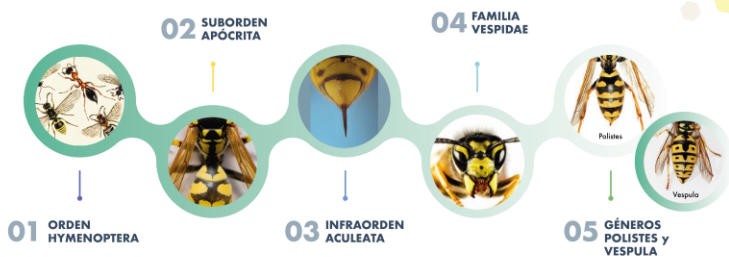 01 ORDEN
HYMENOPTERA
02 SUBORDEN
APÓCRITA
03 INFRAORDEN
ACULEATA
04 FAMILIA
VESPIDAE
05 GÉNEROS
POLISTES y
VESPULA
Polistes
Vespula